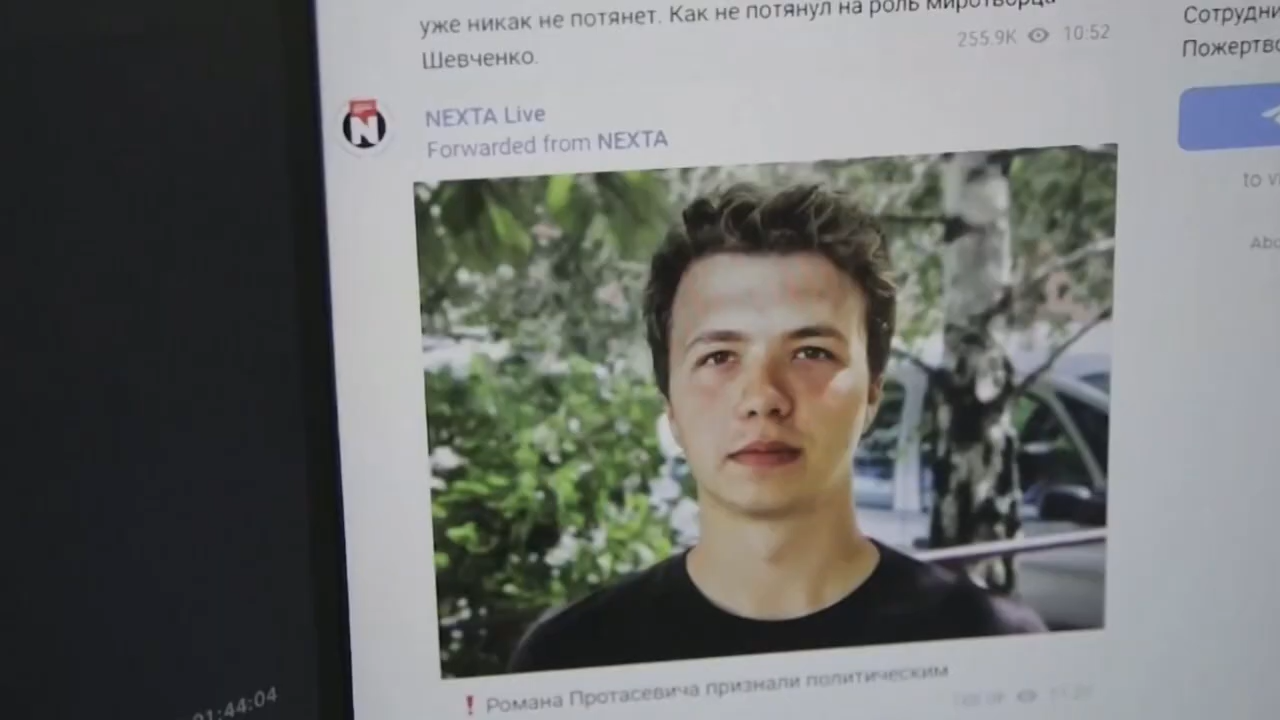 уже никак не потянет. Как не потянул на роль миротворца
Шевченко.
255.9K 10:52
NEXTA Live
Forwarded from NEXTA
N
❗ Романа Протасевича признали политическим
Сотрудни
Пожертво
to vi
Abo
01:44:04